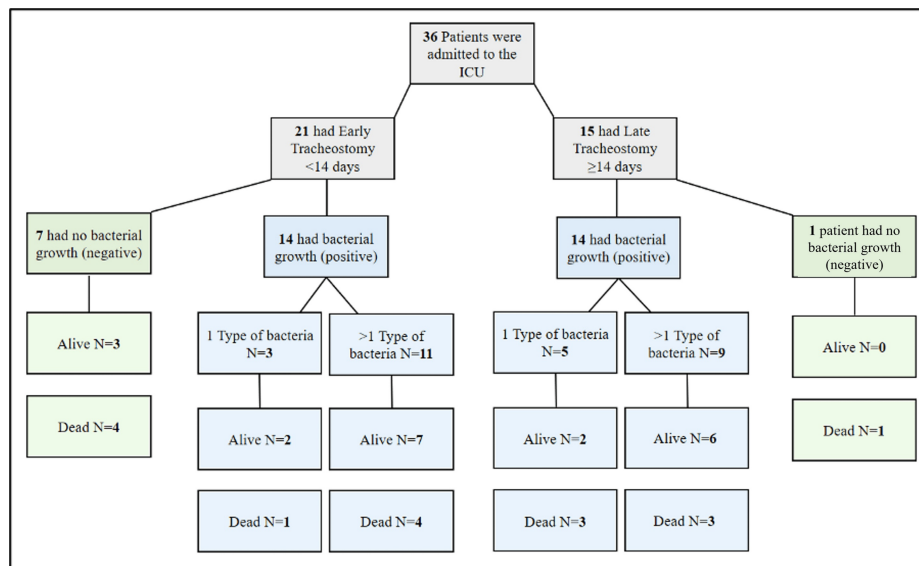 36 Patients were
admitted to the
ICU
21 had Early
Tracheostomy
<14 days
15 had Late
Tracheostomy
≥14 days
7 had no bacterial
growth (negative)
14 had bacterial
growth (positive)
14 had bacterial
growth (positive)
1 patient had no
bacterial growth
(negative)
1 Type of bacteria
N=3
>1 Type of
bacteria N=11
1 Type of bacteria
N=5
>1 Type of
bacteria N=9
Alive N=3
Alive N=0
Dead N=4
Alive N=2
Alive N=7
Alive N=2
Alive N=6
Dead N=1
Dead N=1
Dead N=4
Dead N=3
Dead N=3